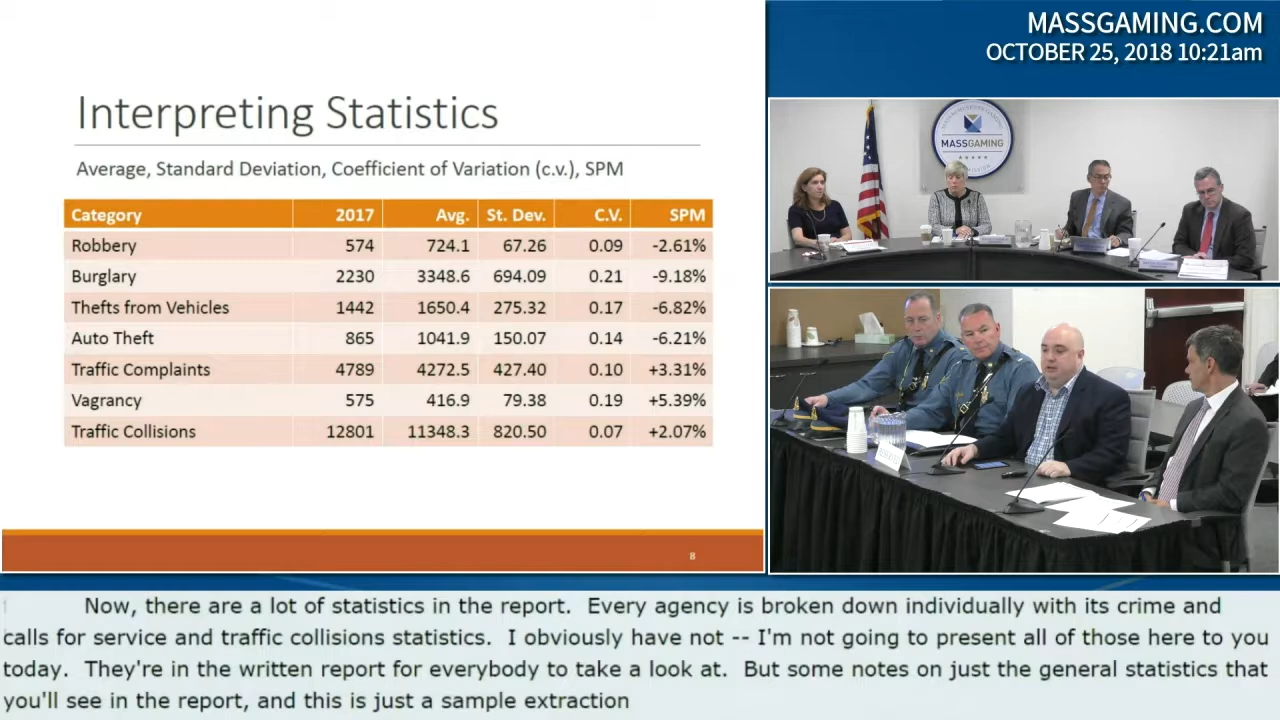 MASSGAMING.COM
OCTOBER 25, 2018 10:21am
Interpreting Statistics
Average, Standard Deviation, Coefficient of Variation (c.v.), SPM
Category 2017 Avg. St. Dev. C.V. SPM
Robbery 574 724.1 67.26 0.09 -2.61%
Burglary 2230 3348.6 694.09 0.21 -9.18%
Thefts from Vehicles 1442 1650.4 275.32 0.17 -6.82%
Auto Theft 865 1041.9 150.07 0.14 -6.21%
Traffic Complaints 4789 4272.5 427.40 0.10 +3.31%
Vagrancy 575 416.9 79.38 0.19 +5.39%
Traffic Collisions 12801 11348.3 820.50 0.07 +2.07%
8
MASSGAMING
Now, there are a lot of statistics in the report. Every agency is broken down individually with its crime and
calls for service and traffic collisions statistics. I obviously have not -- I'm not going to present all of those here to you
today. They're in the written report for everybody to take a look at. But some notes on just the general statistics that
you'll see in the report, and this is just a sample extraction